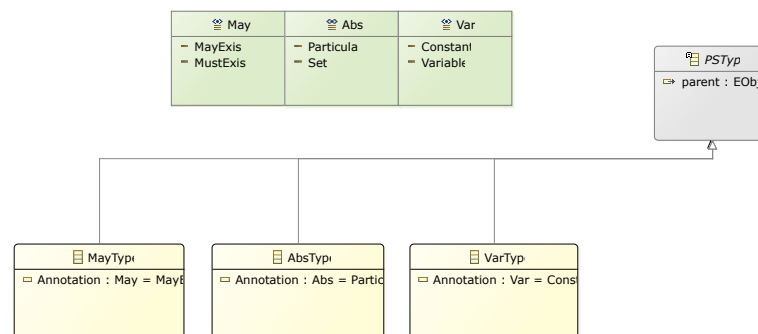 May
MayExis
MustExis
Abs
Particula
Set
Var
Constant
Variable
PSTyp
parent : EObj
MayType
Annotation : May = MayE
AbsType
Annotation : Abs = Partic
VarType
Annotation : Var = Const